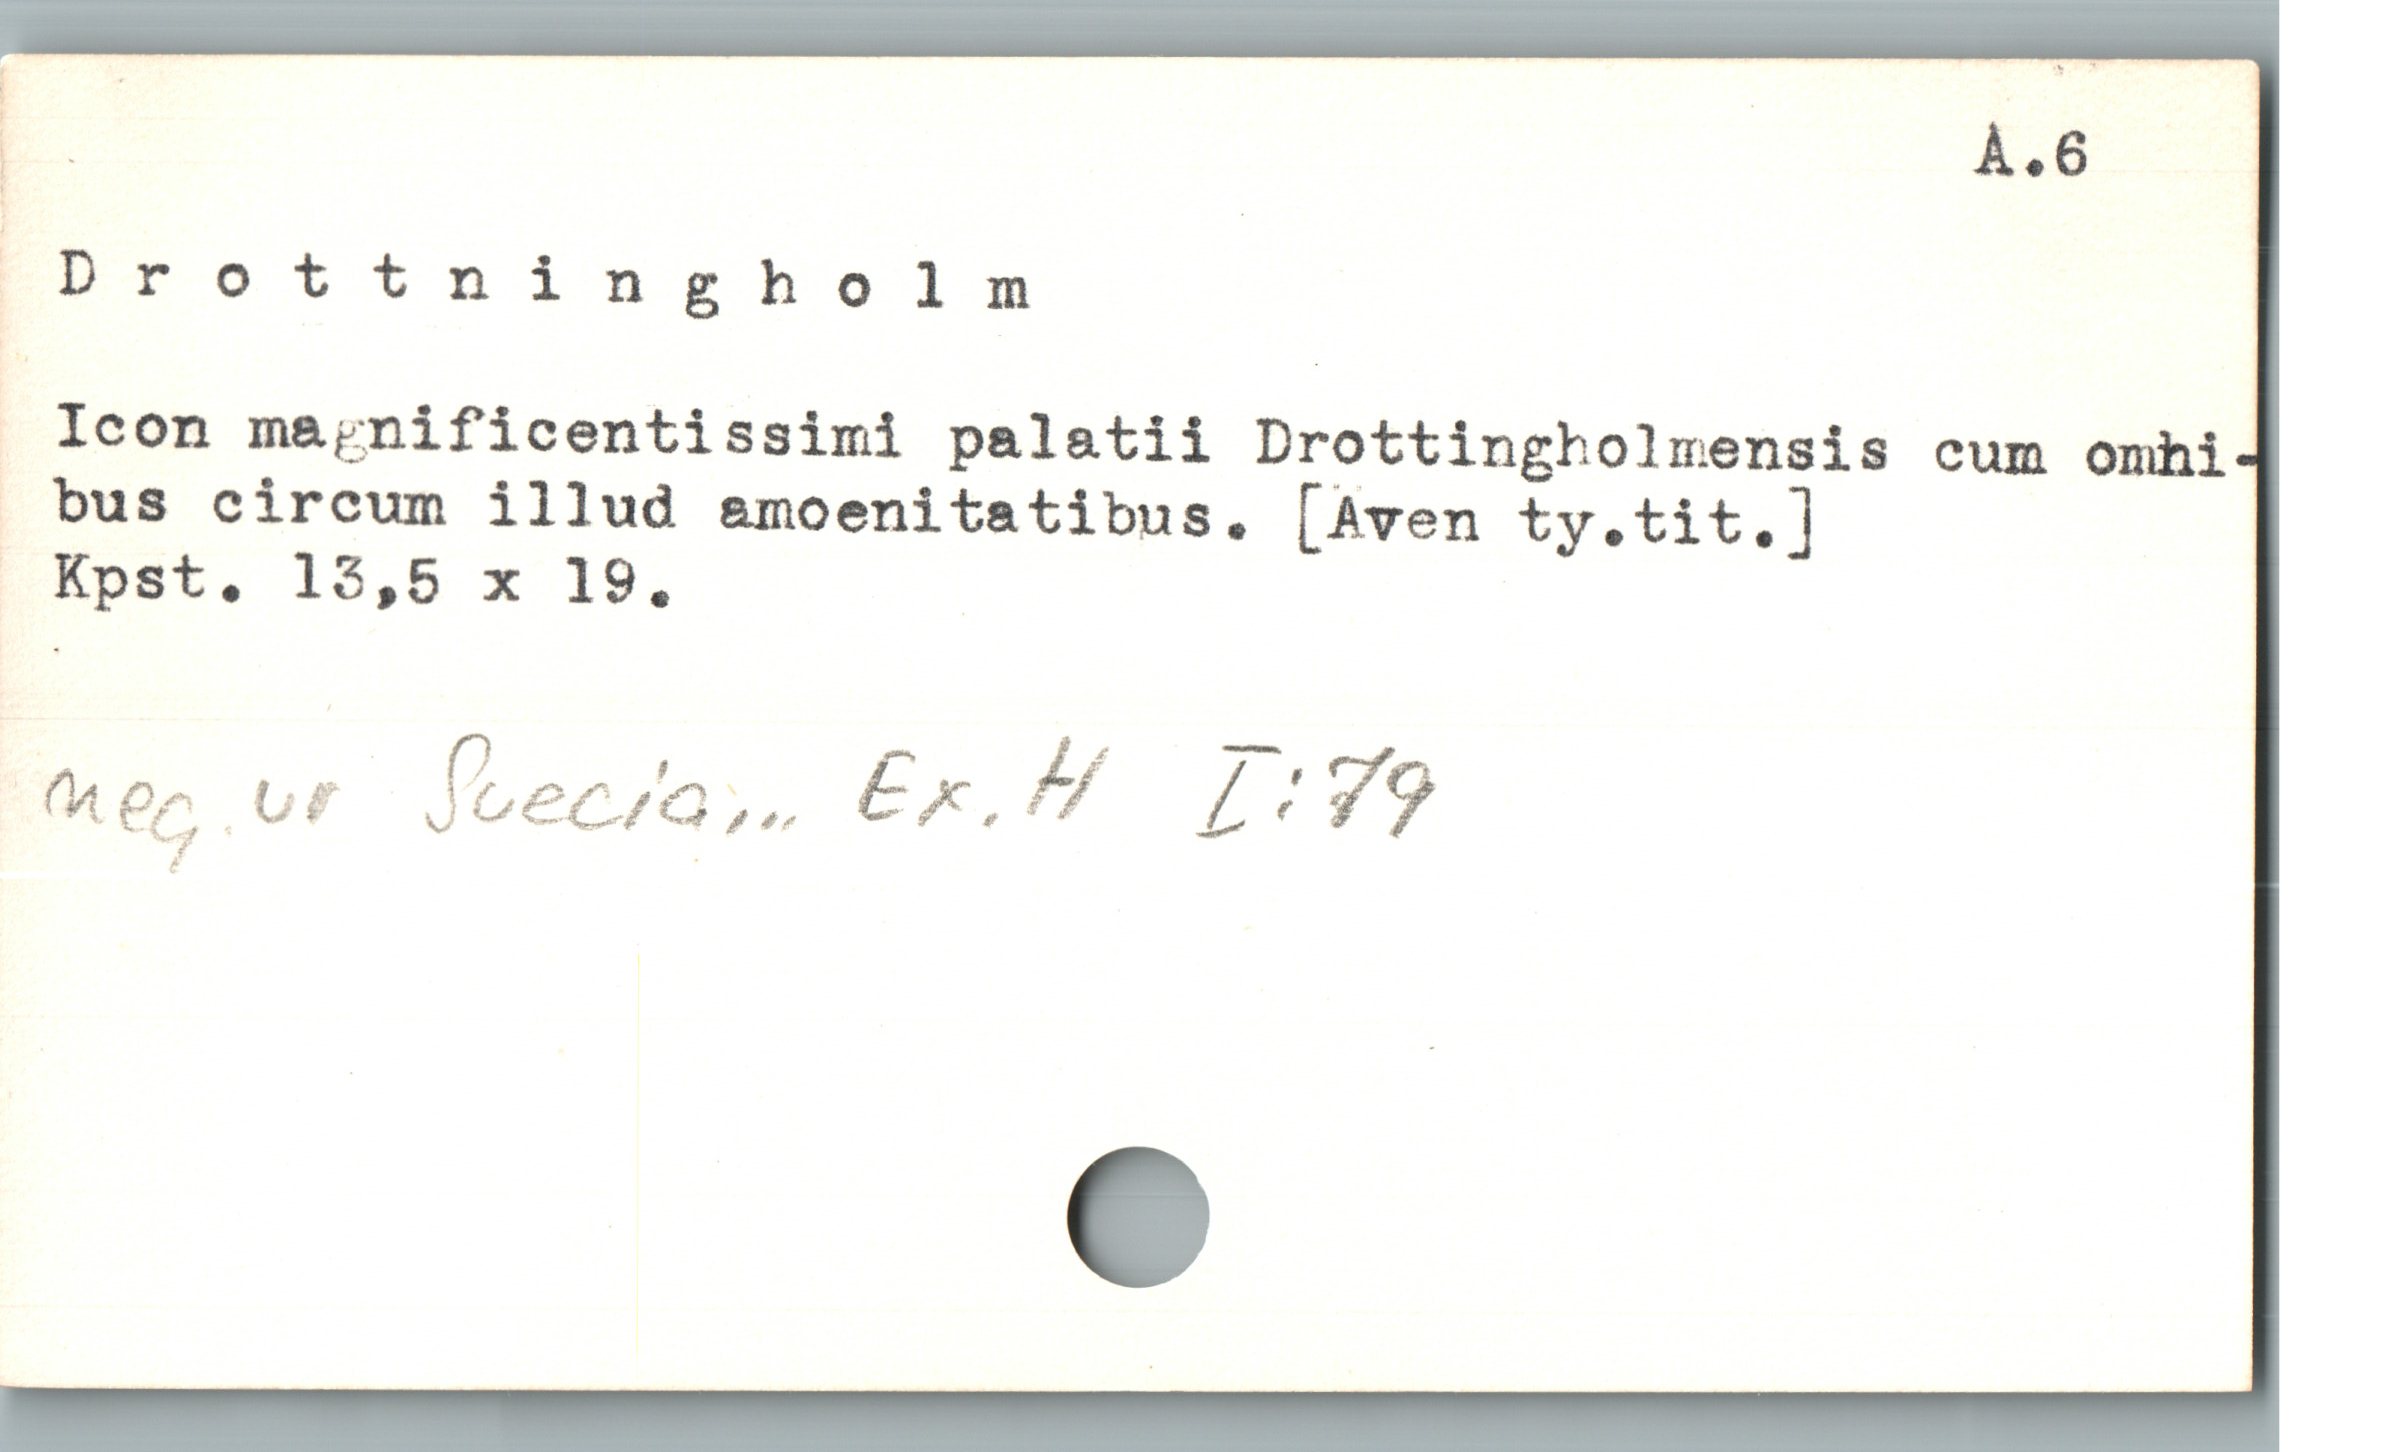 A.6
D r o t t n i n g h o l m
Icon magnificentissimi palatii Drottingholmensis cum omhi-
bus circum illud amoenitatibus. [Även ty.tit.]
Kpst. 13,5 x 19.
neg. ur Suecia... Ex. H I:79